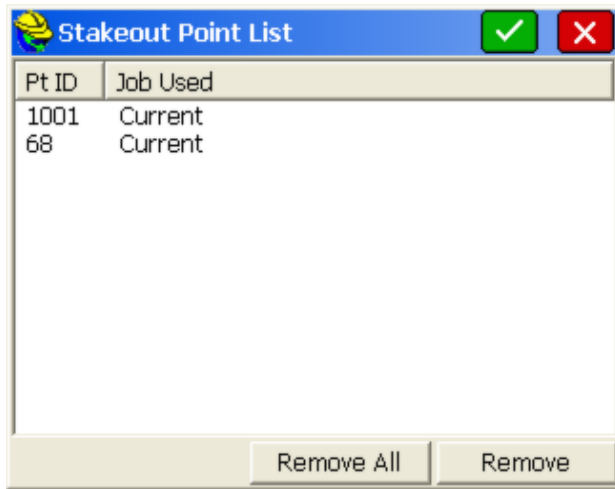 Stakeout Point List
Pt ID Job Used
1001 Current
68 Current
Remove All Remove